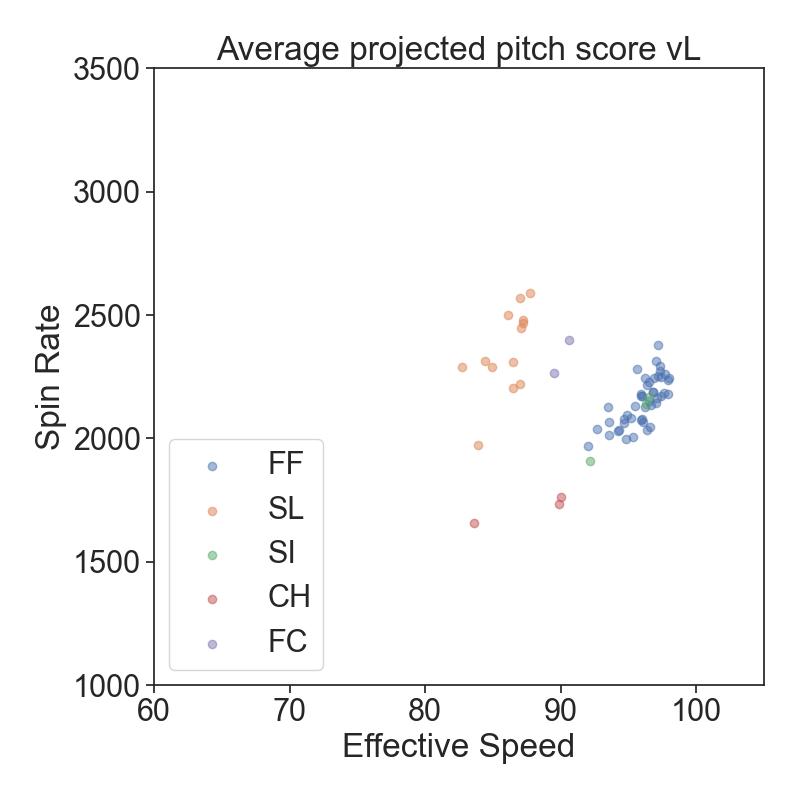 Average projected pitch score vL
3500
3000
2500
2000
1500
1000
Spin Rate
FF
SL
SI
CH
FC
60 70 80 90 100
Effective Speed